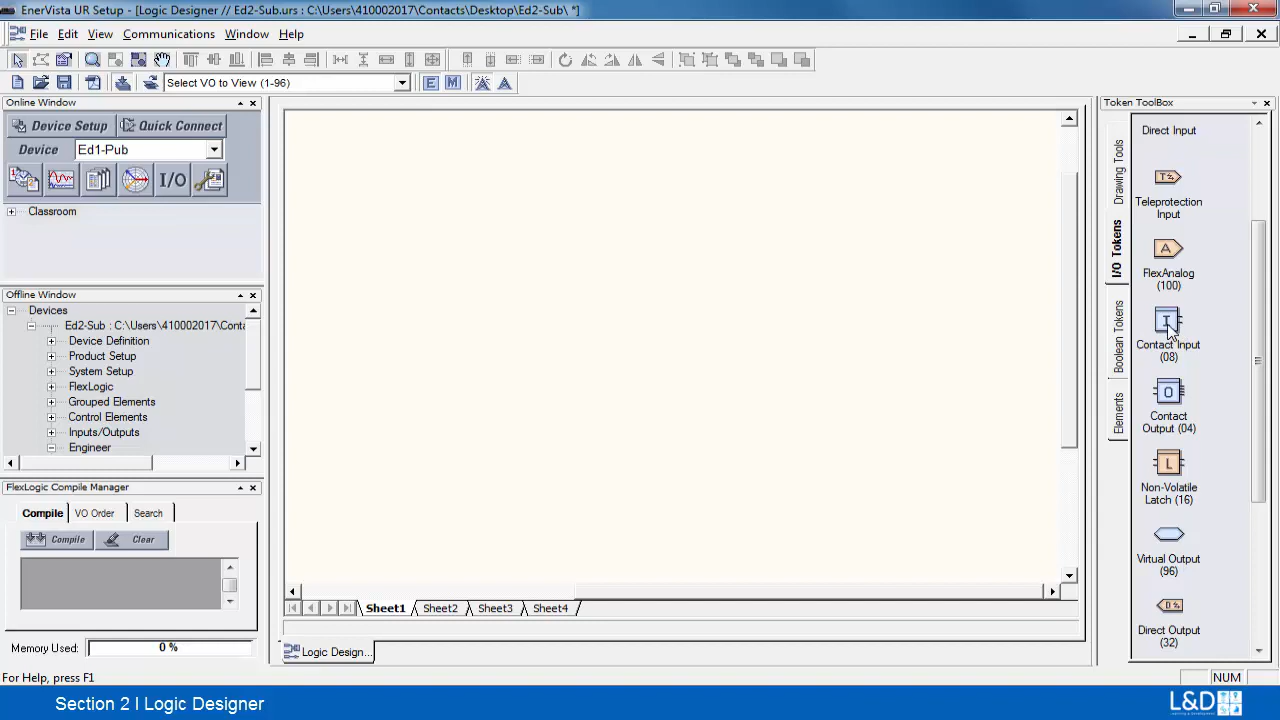 EnerVista UR Setup - [Logic Designer // Ed2-Sub.urs : C:\Users\410002017\Contacts\Desktop\Ed2-Sub\ *]
File Edit View Communications Window Help
Select VO to View (1-96)
E M
Online Window
Device Setup Quick Connect
Device Ed1-Pub
I/O
Classroom
Offline Window
Devices
Ed2-Sub : C:\Users\410002017\Conta
Device Definition
Product Setup
System Setup
FlexLogic
Grouped Elements
Control Elements
Inputs/Outputs
Engineer
FlexLogic Compile Manager
Compile VO Order Search
Compile Clear
Memory Used: 0 %
Sheet1 Sheet2 Sheet3 Sheet4
Logic Design...
Token ToolBox
Drawing Tools
I/O Tokens
Boolean Tokens
Elements
Direct Input
T
Teleprotection
Input
A
FlexAnalog
(100)
I
Contact Input
(08)
O
Contact
Output (04)
L
Non-Volatile
Latch (16)
Virtual Output
(96)
D
Direct Output
(32)
For Help, press F1
NUM
Section 2 I Logic Designer
L&D